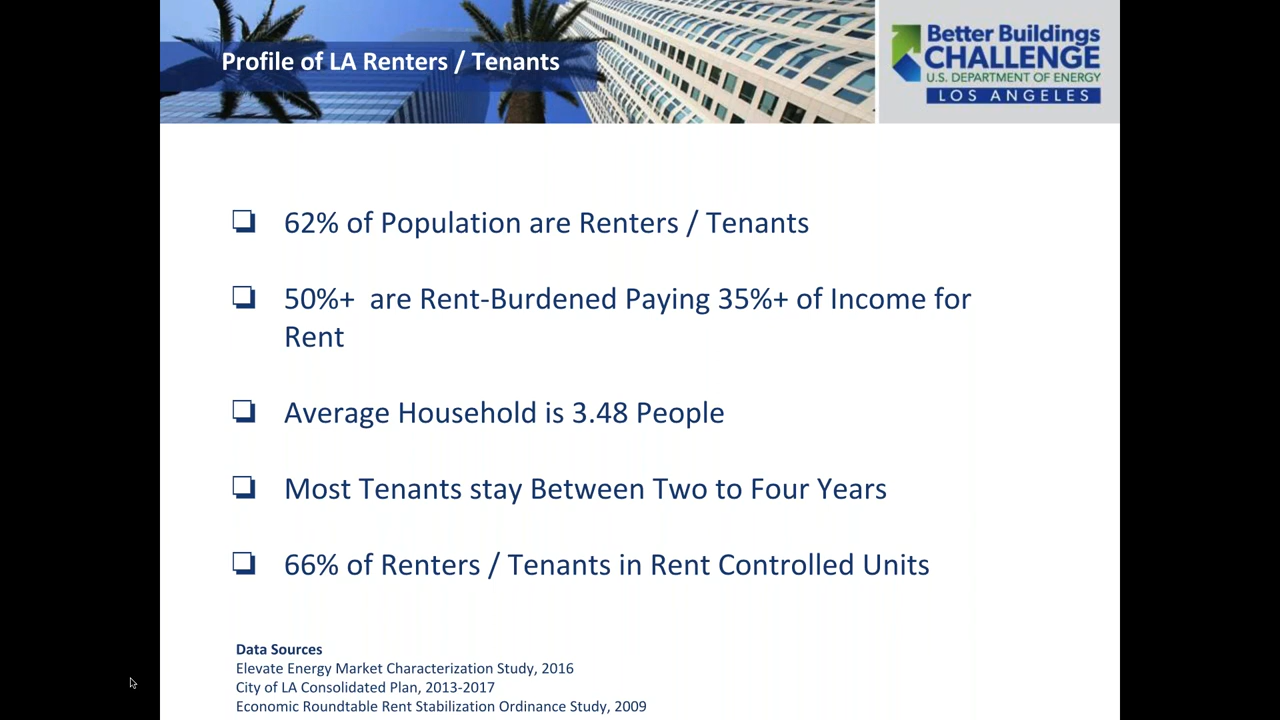 Profile of LA Renters / Tenants
Better Buildings
CHALLENGE
U.S. DEPARTMENT OF ENERGY
LOS ANGELES
❏ 62% of Population are Renters / Tenants
❏ 50%+ are Rent-Burdened Paying 35%+ of Income for
Rent
❏ Average Household is 3.48 People
❏ Most Tenants stay Between Two to Four Years
❏ 66% of Renters / Tenants in Rent Controlled Units
Data Sources
Elevate Energy Market Characterization Study, 2016
City of LA Consolidated Plan, 2013-2017
Economic Roundtable Rent Stabilization Ordinance Study, 2009